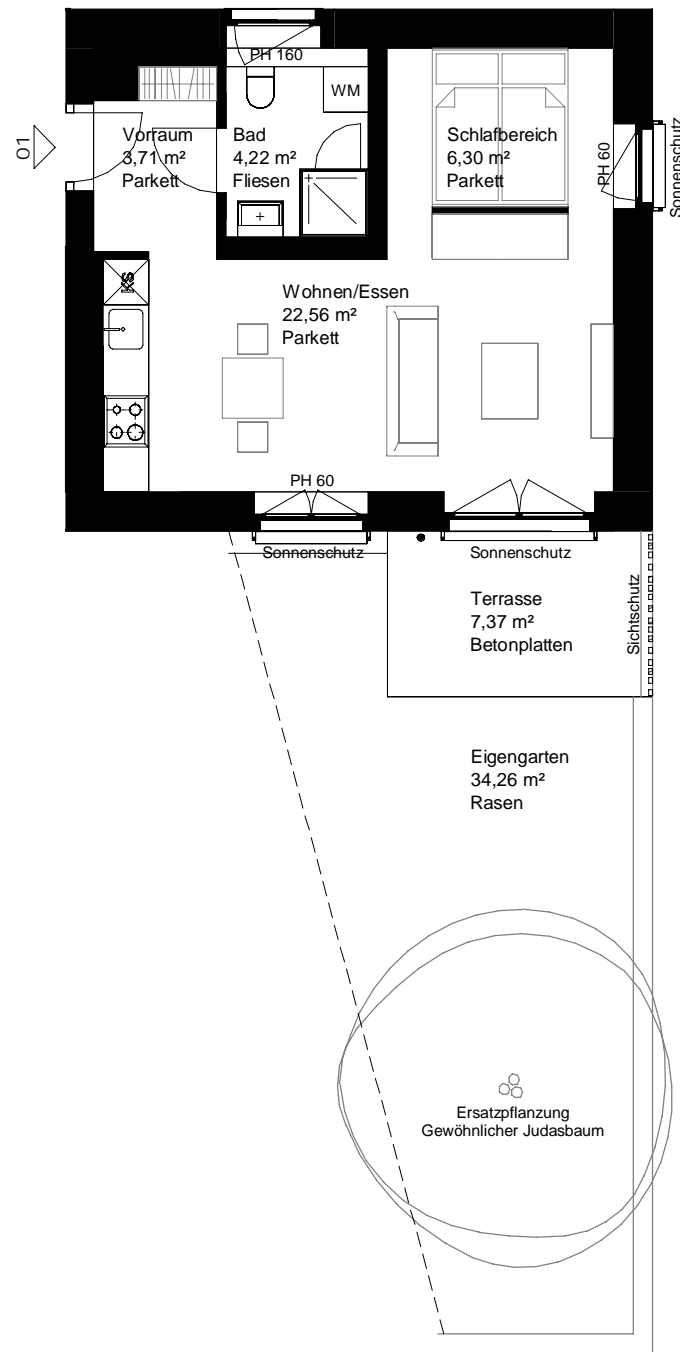 PH 160
WM
01
Vorraum
3,71 m²
Parkett
Bad
4,22 m²
Fliesen
Schlafbereich
6,30 m²
Parkett
PH 60
Sonnenschutz
KS
Wohnen/Essen
22,56 m²
Parkett
PH 60
Sonnenschutz
Sonnenschutz
Terrasse
7,37 m²
Betonplatten
Sichtschutz
Eigengarten
34,26 m²
Rasen
Ersatzpflanzung
Gewöhnlicher Judasbaum